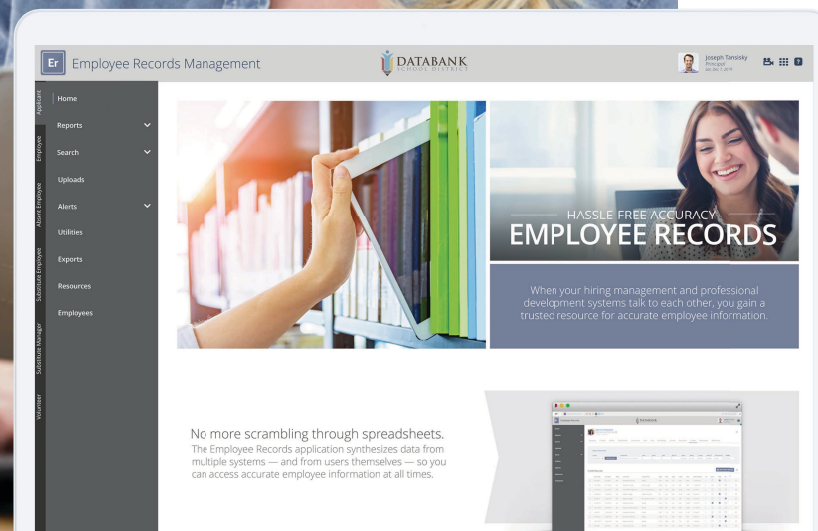 Er Employee Records Management
DATABANK
SCHOOL DISTRICT
Joseph Tansisky
Principal
Applicant
Employee
Absent Employee
Substitute Employee
Substitute Manager
Volunteer
Home
Reports
Search
Uploads
Alerts
Utilities
Exports
Resources
Employees
HASSLE FREE ACCURACY
EMPLOYEE RECORDS
When your hiring management and professional
development systems talk to each other, you gain a
trusted resource for accurate employee information.
No more scrambling through spreadsheets.
The Employee Records application synthesizes data from
multiple systems — and from users themselves — so you
can access accurate employee information at all times.
DATABANK